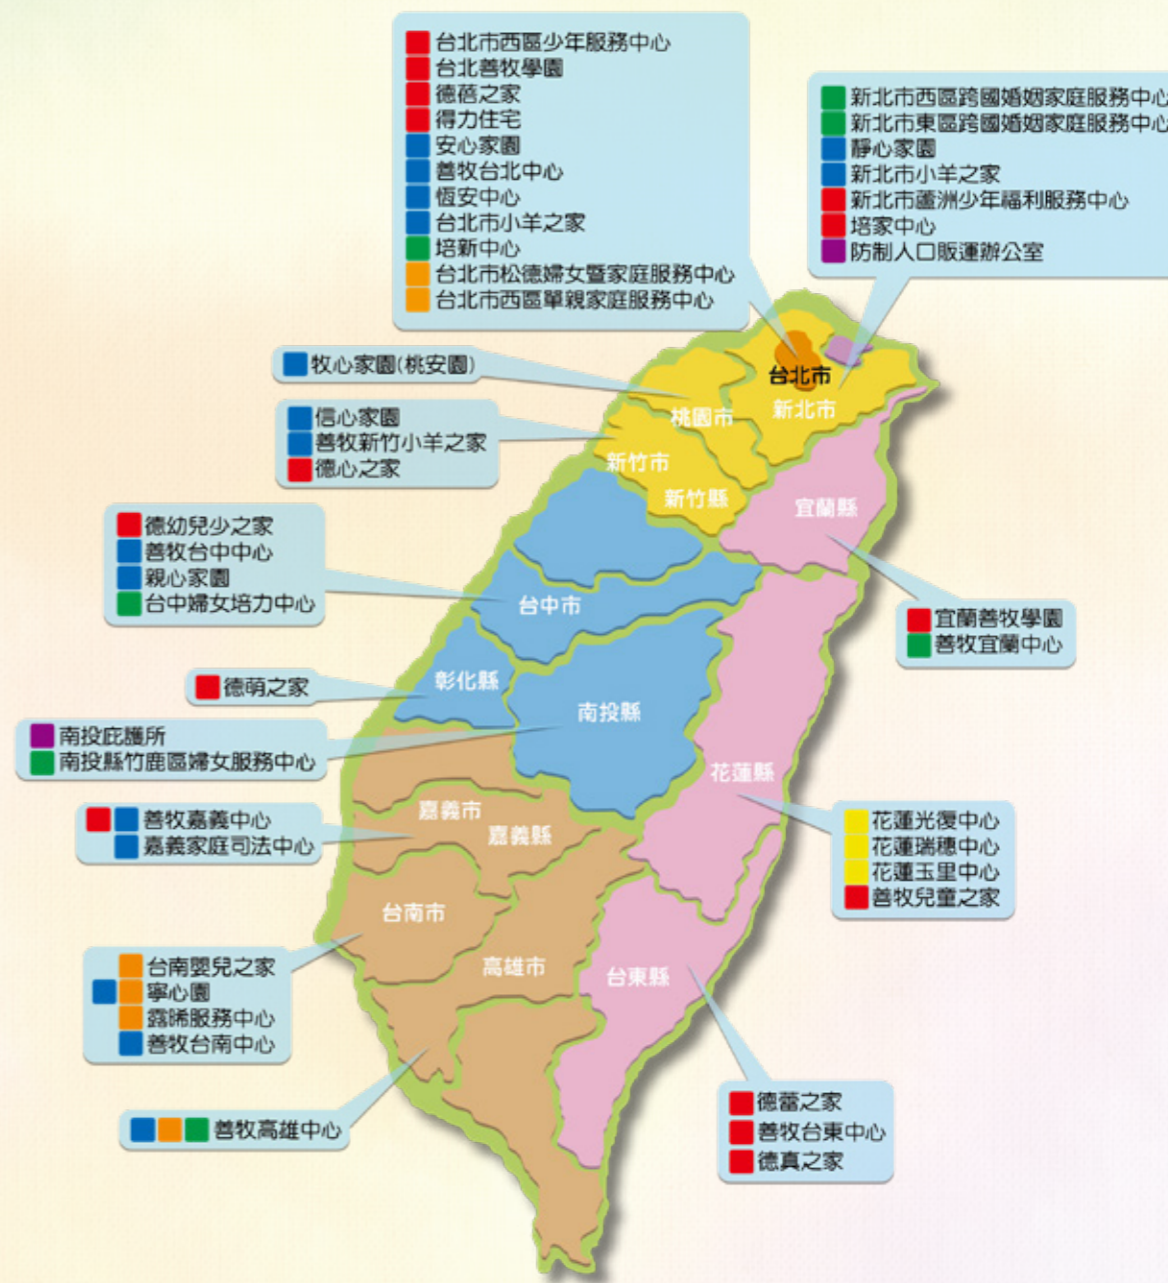 台北市西區少年服務中心
台北善牧學園
德蓓之家
得力住宅
安心家園
善牧台北中心
恆安中心
台北市小羊之家
培新中心
台北市松德婦女暨家庭服務中心
台北市西區單親家庭服務中心
新北市西區跨國婚姻家庭服務中心
新北市東區跨國婚姻家庭服務中心
靜心家園
新北市小羊之家
新北市蘆洲少年福利服務中心
培家中心
防制人口販運辦公室
牧心家園(桃安園)
台北市
新北市
桃園市
信心家園
善牧新竹小羊之家
德心之家
新竹市
新竹縣
宜蘭縣
德幼兒少之家
善牧台中中心
親心家園
台中婦女培力中心
台中市
宜蘭善牧學園
善牧宜蘭中心
德萌之家
彰化縣
南投縣
南投庇護所
南投縣竹鹿區婦女服務中心
花蓮縣
善牧嘉義中心
嘉義家庭司法中心
嘉義市
嘉義縣
花蓮光復中心
花蓮瑞穗中心
花蓮玉里中心
善牧兒童之家
台南市
台南嬰兒之家
寧心園
露晞服務中心
善牧台南中心
高雄市
台東縣
善牧高雄中心
德蕾之家
善牧台東中心
德真之家